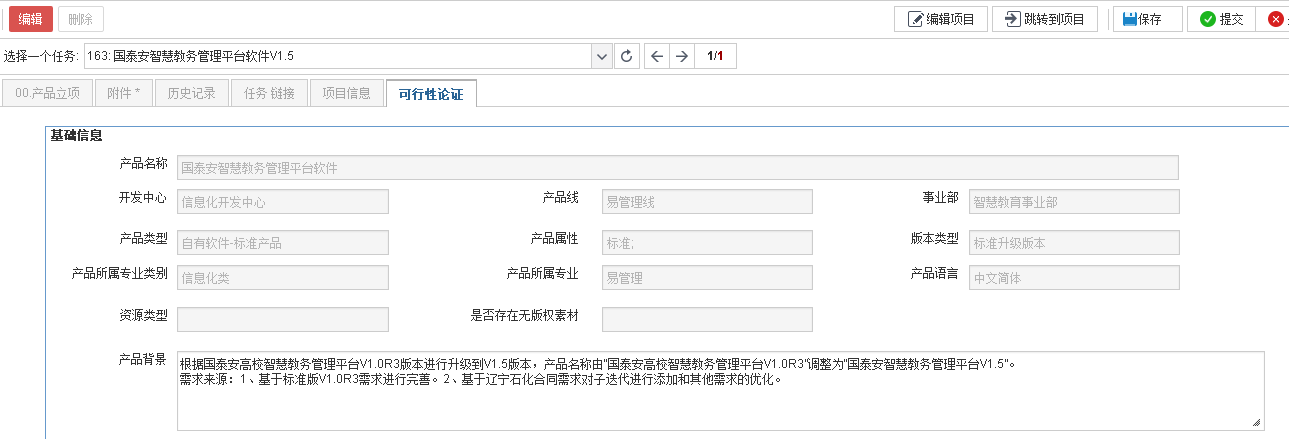 编辑 删除 编辑项目 跳转到项目 保存 提交
选择一个任务: 163: 国泰安智慧教务管理平台软件V1.5 1/1
00.产品立项 附件 * 历史记录 任务 链接 项目信息 可行性论证
基础信息
产品名称 国泰安智慧教务管理平台软件
开发中心 信息化开发中心 产品线 易管理线 事业部 智慧教育事业部
产品类型 自有软件-标准产品 产品属性 标准; 版本类型 标准升级版本
产品所属专业类别 信息化类 产品所属专业 易管理 产品语言 中文简体
资源类型 是否存在无版权素材
产品背景 根据国泰安高校智慧教务管理平台V1.0R3版本进行升级到V1.5版本，产品名称由"国泰安高校智慧教务管理平台V1.0R3"调整为"国泰安智慧教务管理平台V1.5"。
需求来源：1、基于标准版V1.0R3需求进行完善。2、基于辽宁石化合同需求对子迭代进行添加和其他需求的优化。